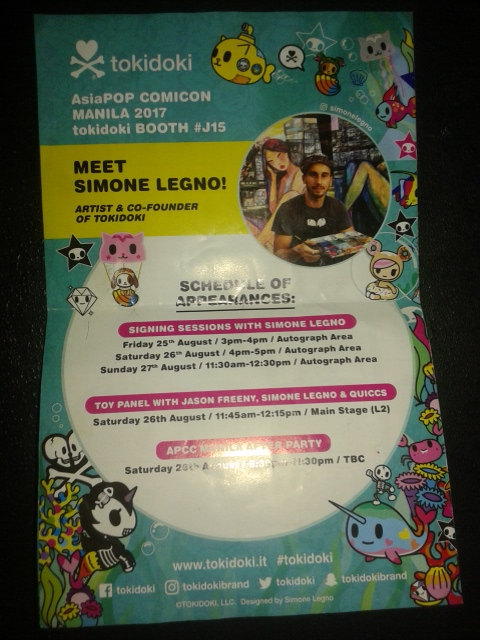 tokidoki
AsiaPOP COMICON
MANILA 2017
tokidoki BOOTH #J15
simonelegno
MEET
SIMONE LEGNO!
ARTIST & CO-FOUNDER
OF TOKIDOKI
SCHEDULE OF
APPEARANCES:
SIGNING SESSIONS WITH SIMONE LEGNO
Friday 25th August / 3pm-4pm / Autograph Area
Saturday 26th August / 4pm-5pm / Autograph Area
Sunday 27th August / 11:30am-12:30pm / Autograph Area
TOY PANEL WITH JASON FREENY, SIMONE LEGNO & QUICCS
Saturday 26th August / 11:45am-12:15pm / Main Stage (L2)
APCC MANILA AFTER PARTY
Saturday 26th August / TBC
www.tokidoki.it #tokidoki
tokidoki tokidokibrand tokidoki tokidokibrand
©TOKIDOKI, LLC. Designed by Simone Legno